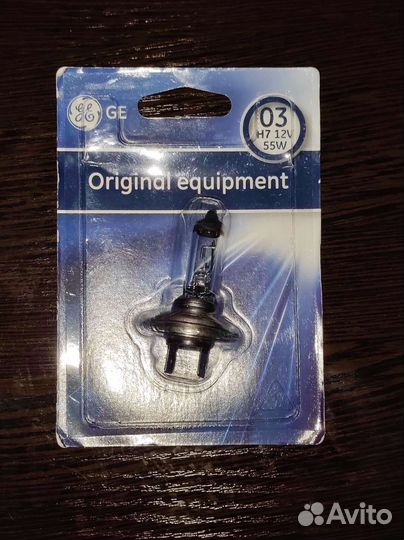 GE
03
H7 12V
55W
Original equipment
Avito